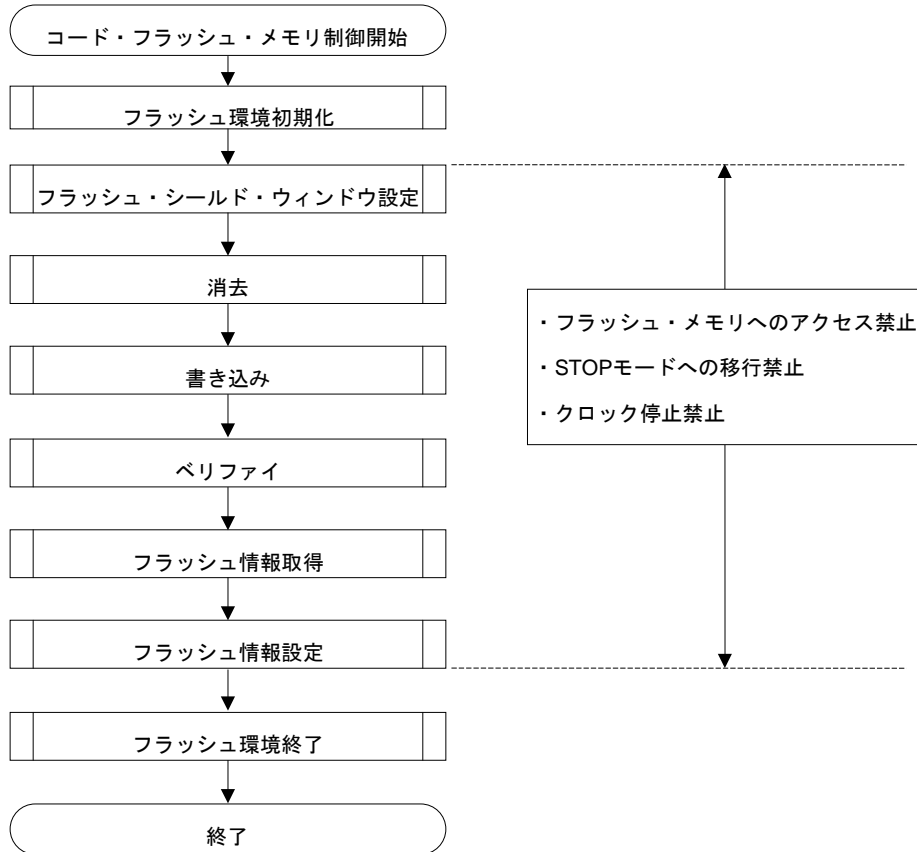 コード・フラッシュ・メモリ制御開始
フラッシュ環境初期化
フラッシュ・シールド・ウィンドウ設定
消去
書き込み
ベリファイ
フラッシュ情報取得
フラッシュ情報設定
フラッシュ環境終了
終了
・フラッシュ・メモリへのアクセス禁止
・STOPモードへの移行禁止
・クロック停止禁止